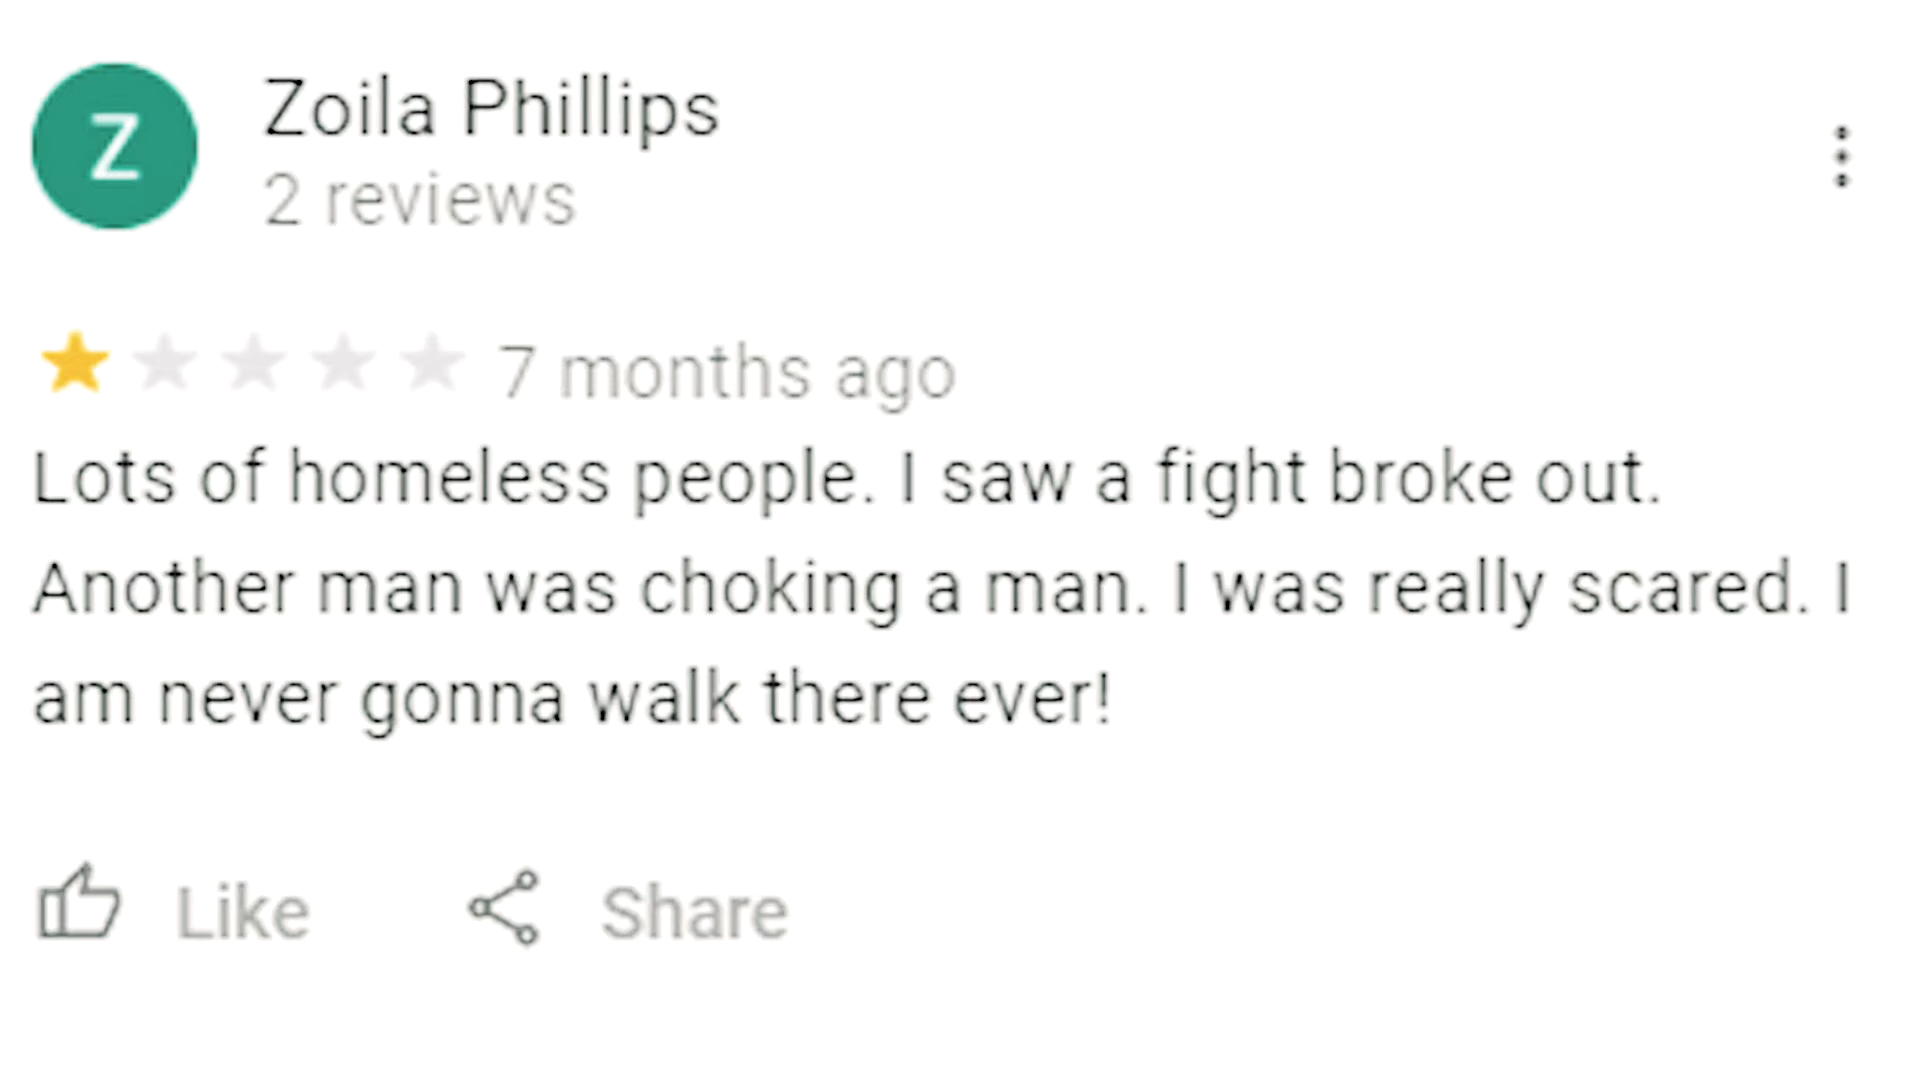 Z
Zoila Phillips
2 reviews
7 months ago
Lots of homeless people. I saw a fight broke out.
Another man was choking a man. I was really scared. I
am never gonna walk there ever!
Like Share